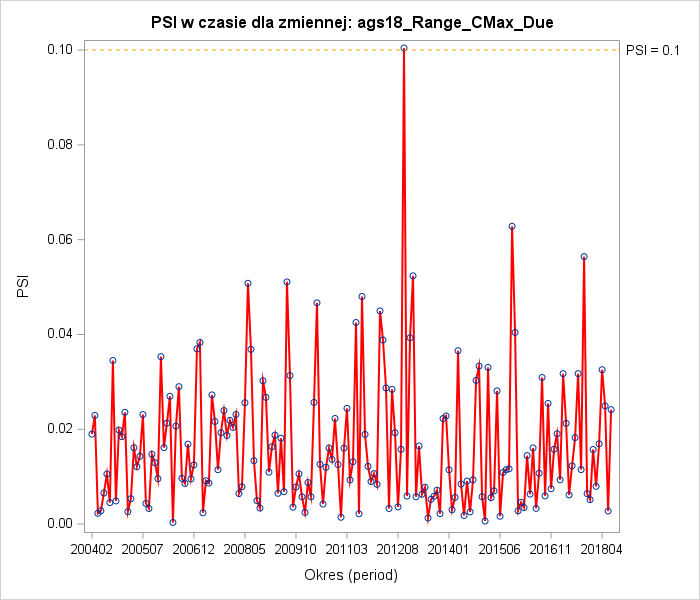 PSI w czasie dla zmiennej: ags18_Range_CMax_Due
0.10
PSI = 0.1
0.08
0.06
PSI
0.04
0.02
0.00
200402 200507 200612 200805 200910 201103 201208 201401 201506 201611 201804
Okres (period)